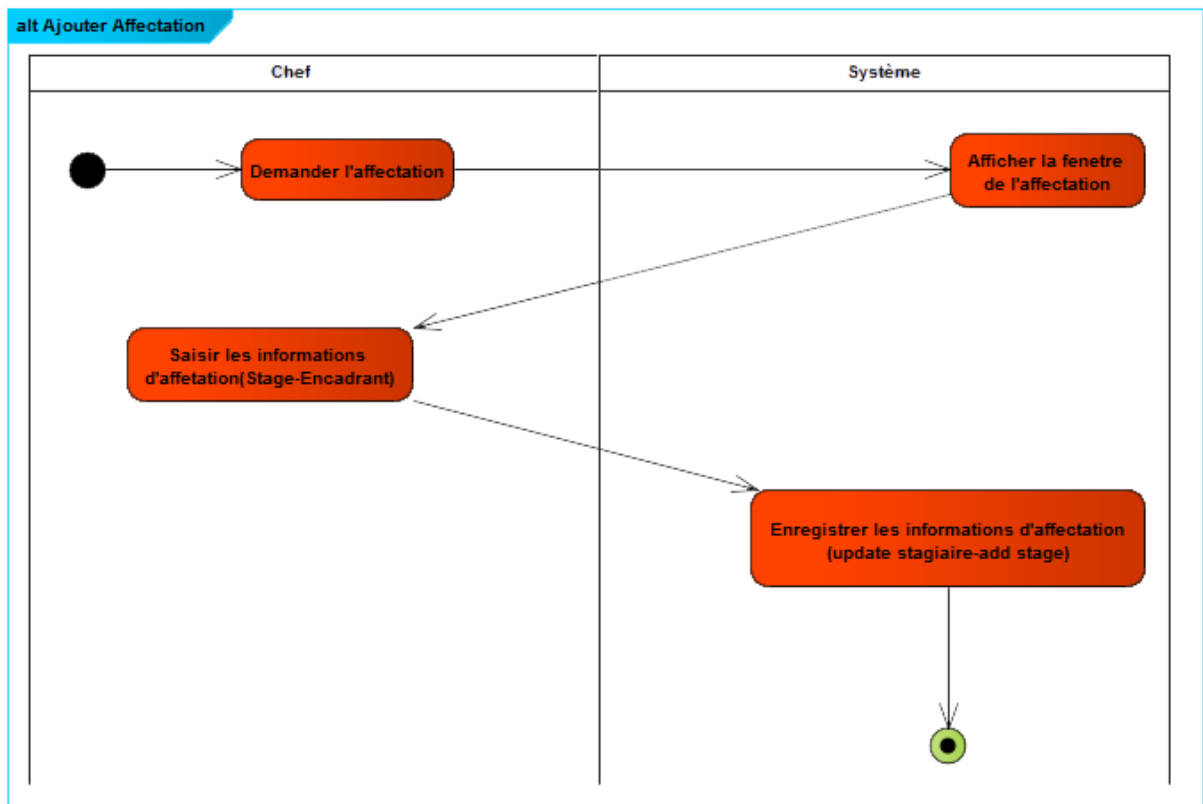 alt Ajouter Affectation
Chef
Système
Demander l'affectation
Afficher la fenetre
de l'affectation
Saisir les informations
d'affetation(Stage-Encadrant)
Enregistrer les informations d'affectation
(update stagiaire-add stage)